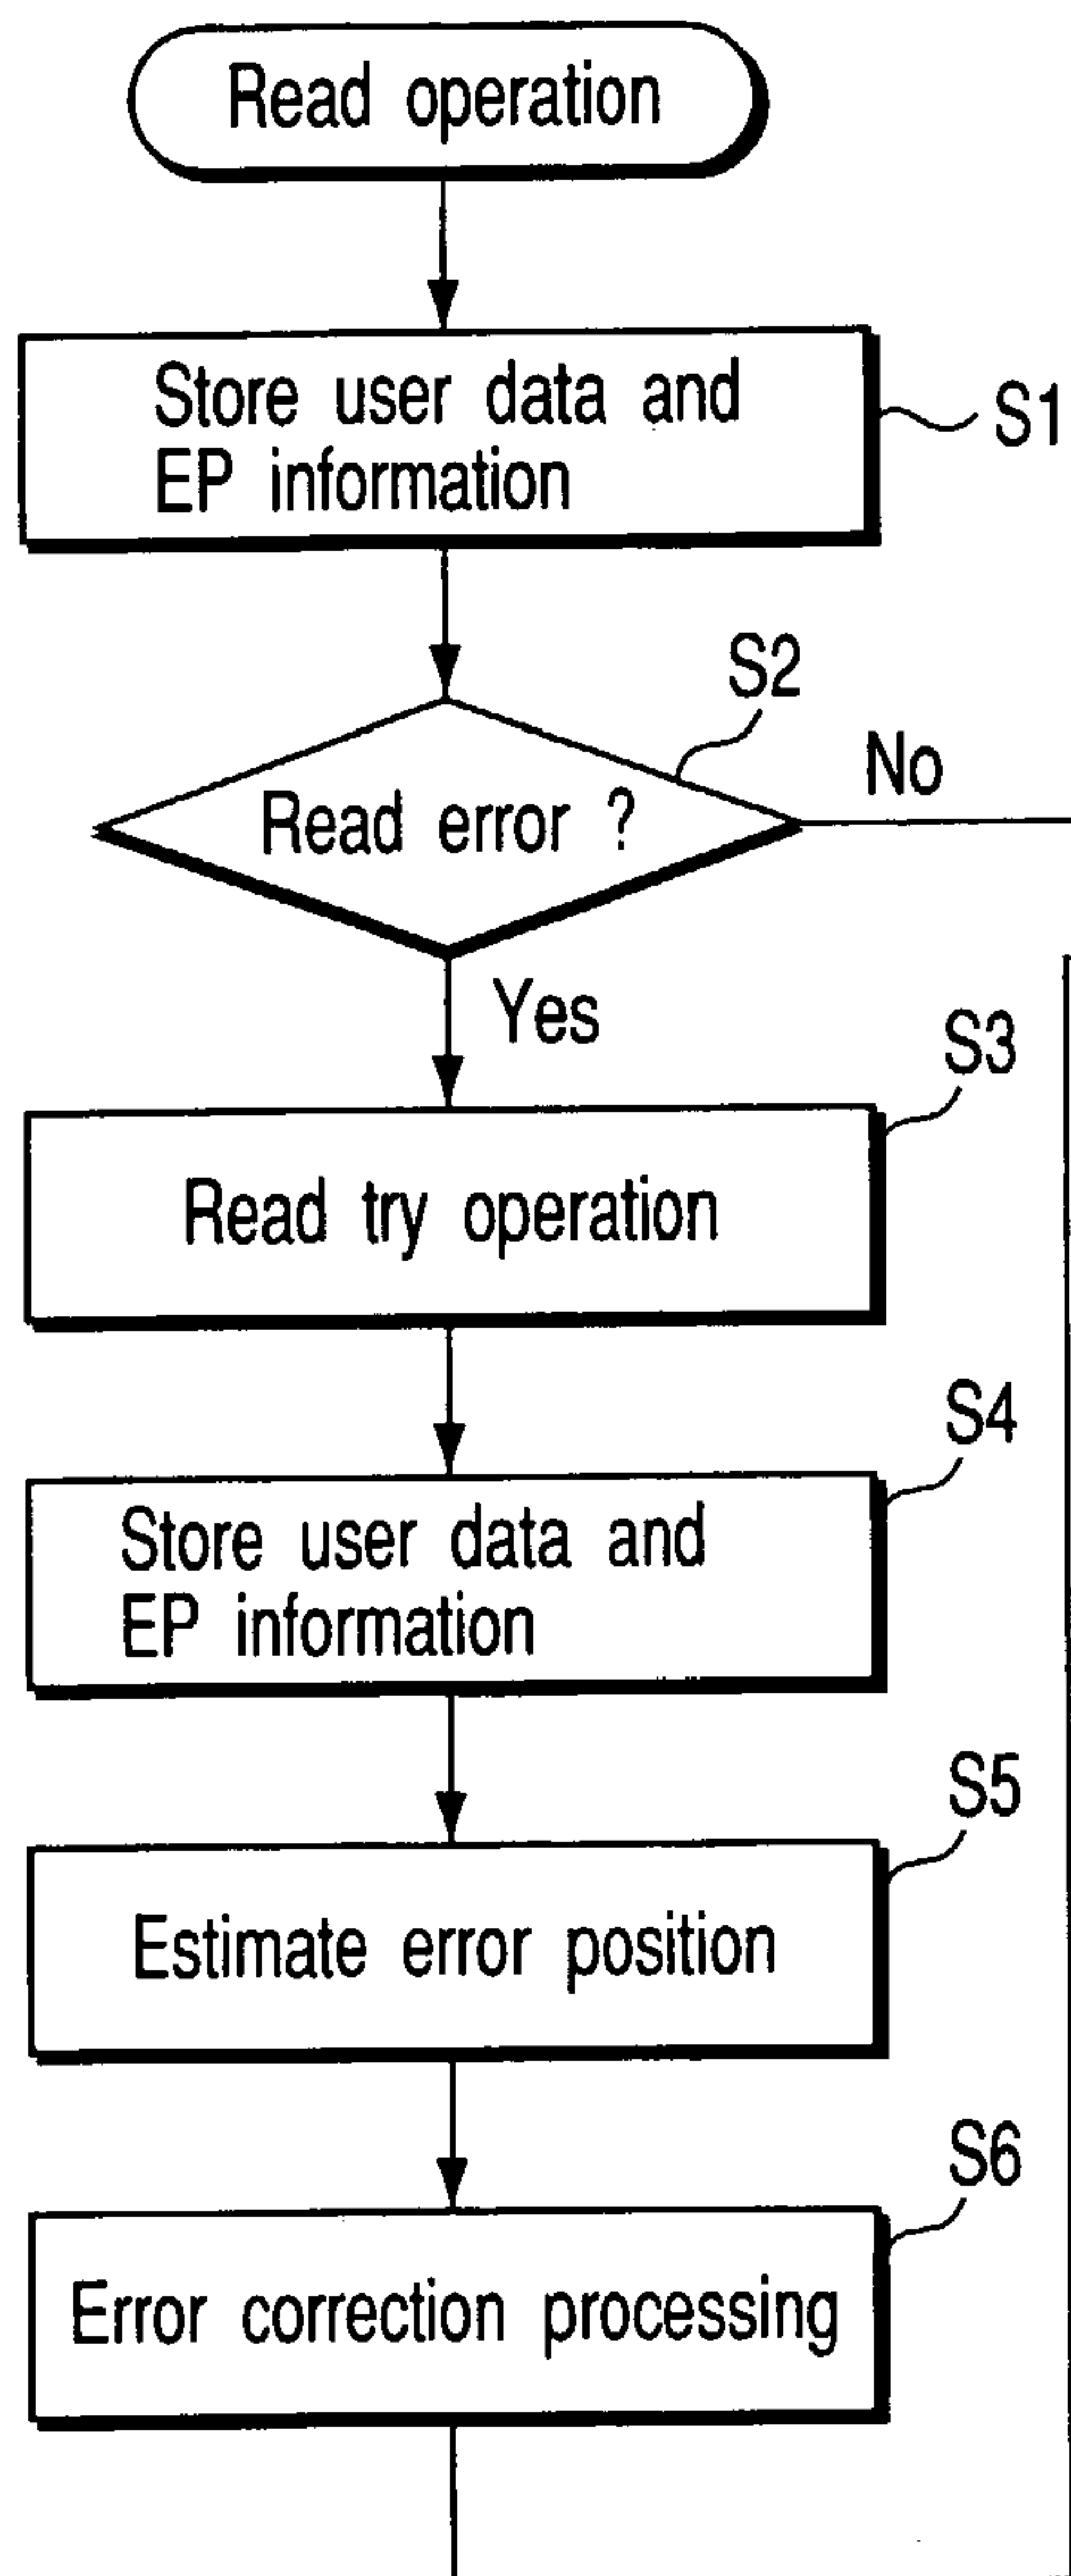 Read operation
Store user data and
EP information
S1
S2
Read error ?
No
Yes
S3
Read try operation
S4
Store user data and
EP information
S5
Estimate error position
S6
Error correction processing